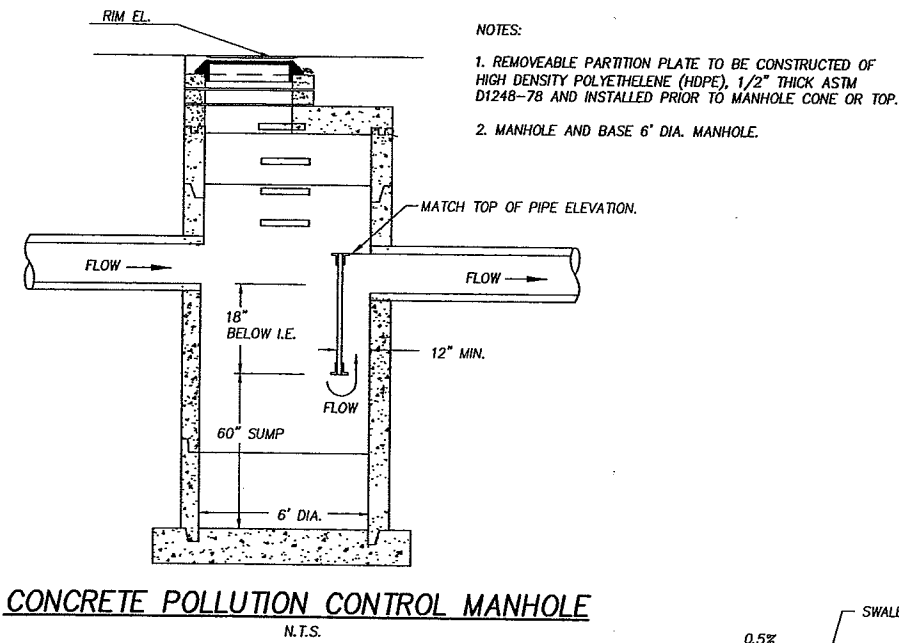 RIM EL.
NOTES:
1. REMOVEABLE PARTITION PLATE TO BE CONSTRUCTED OF
HIGH DENSITY POLYETHELENE (HDPE), 1/2" THICK ASTM
D1248-78 AND INSTALLED PRIOR TO MANHOLE CONE OR TOP.
2. MANHOLE AND BASE 6' DIA. MANHOLE.
MATCH TOP OF PIPE ELEVATION.
FLOW
FLOW
18"
BELOW I.E.
12" MIN.
FLOW
60" SUMP
6' DIA.
CONCRETE POLLUTION CONTROL MANHOLE
N.T.S.
SWALE
0.5%